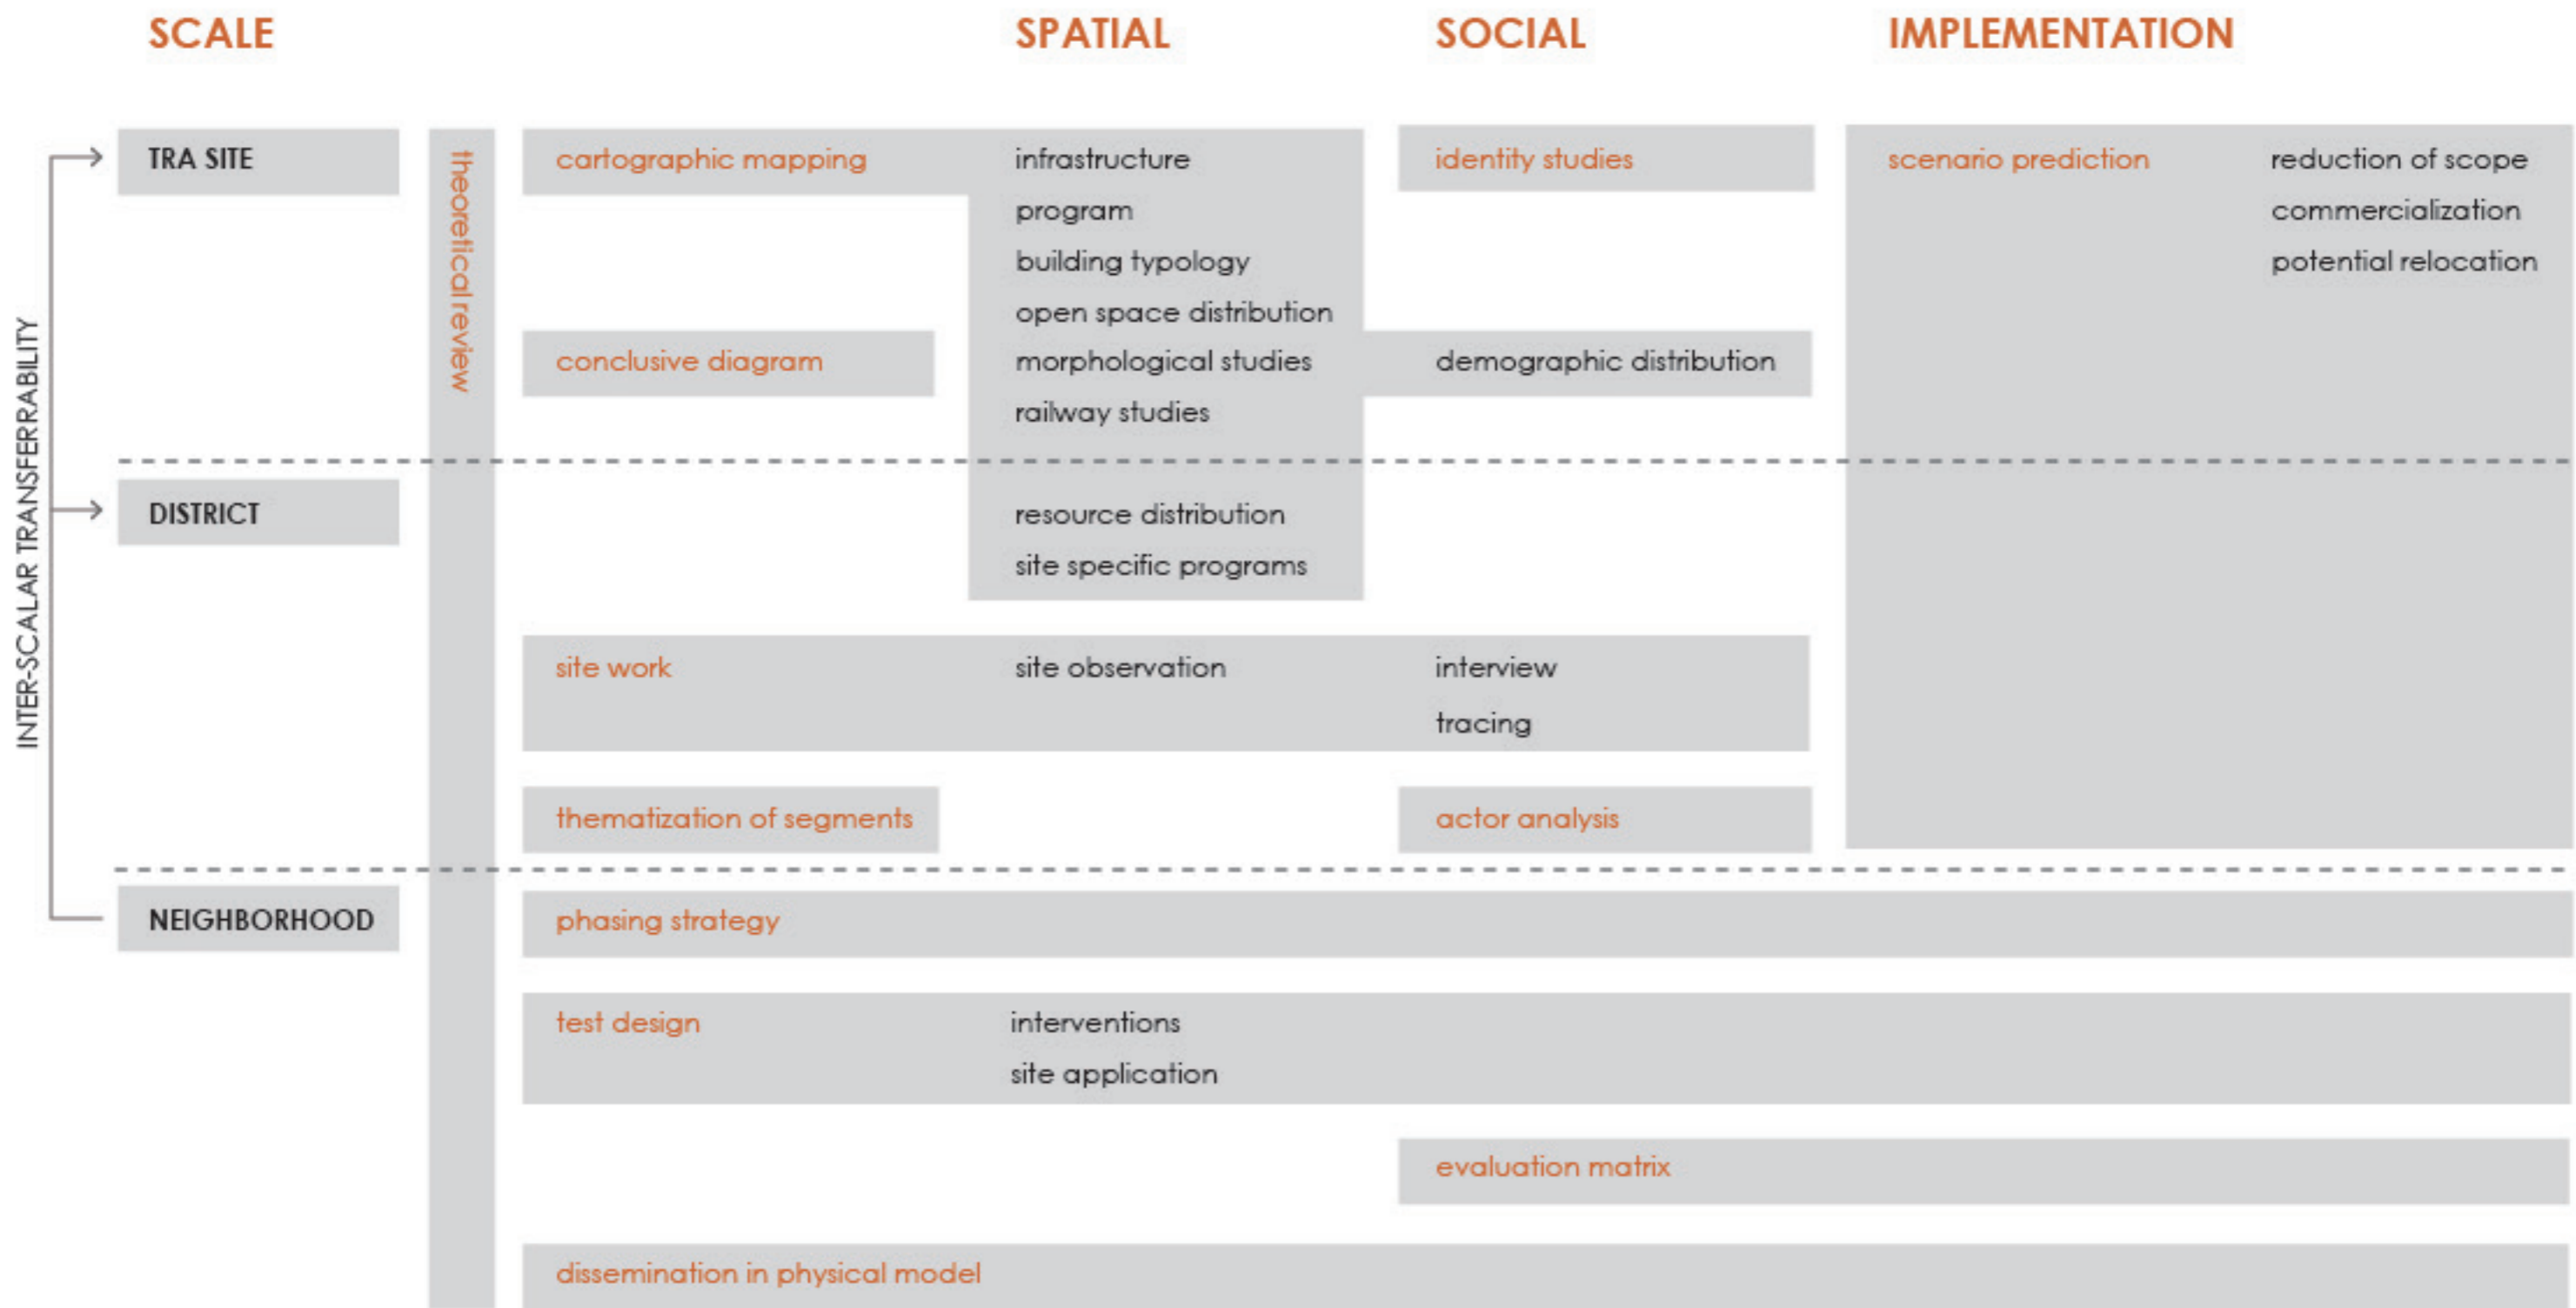 SCALE SPATIAL SOCIAL IMPLEMENTATION
INTER-SCALAR TRANSFERRABILITY
theoretical review
TRA SITE cartographic mapping infrastructure identity studies scenario prediction reduction of scope
program commercialization
building typology potential relocation
open space distribution
conclusive diagram morphological studies demographic distribution
railway studies
DISTRICT resource distribution
site specific programs
site work site observation interview
tracing
thematization of segments actor analysis
NEIGHBORHOOD phasing strategy
test design interventions
site application
evaluation matrix
dissemination in physical model